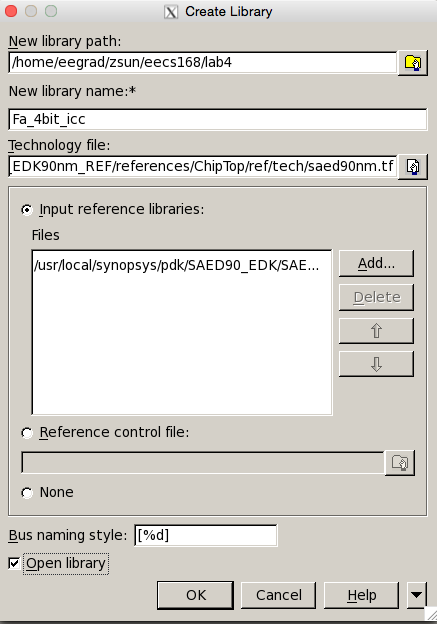 Create Library
New library path:
/home/eegrad/zsun/eecs168/lab4
New library name:*
Fa_4bit_icc
Technology file:
_EDK90nm_REF/references/ChipTop/ref/tech/saed90nm.tf
Input reference libraries:
Files
/usr/local/synopsys/pdk/SAED90_EDK/SAE...
Add...
Delete
Reference control file:
None
Bus naming style: [%d]
Open library
OK Cancel Help